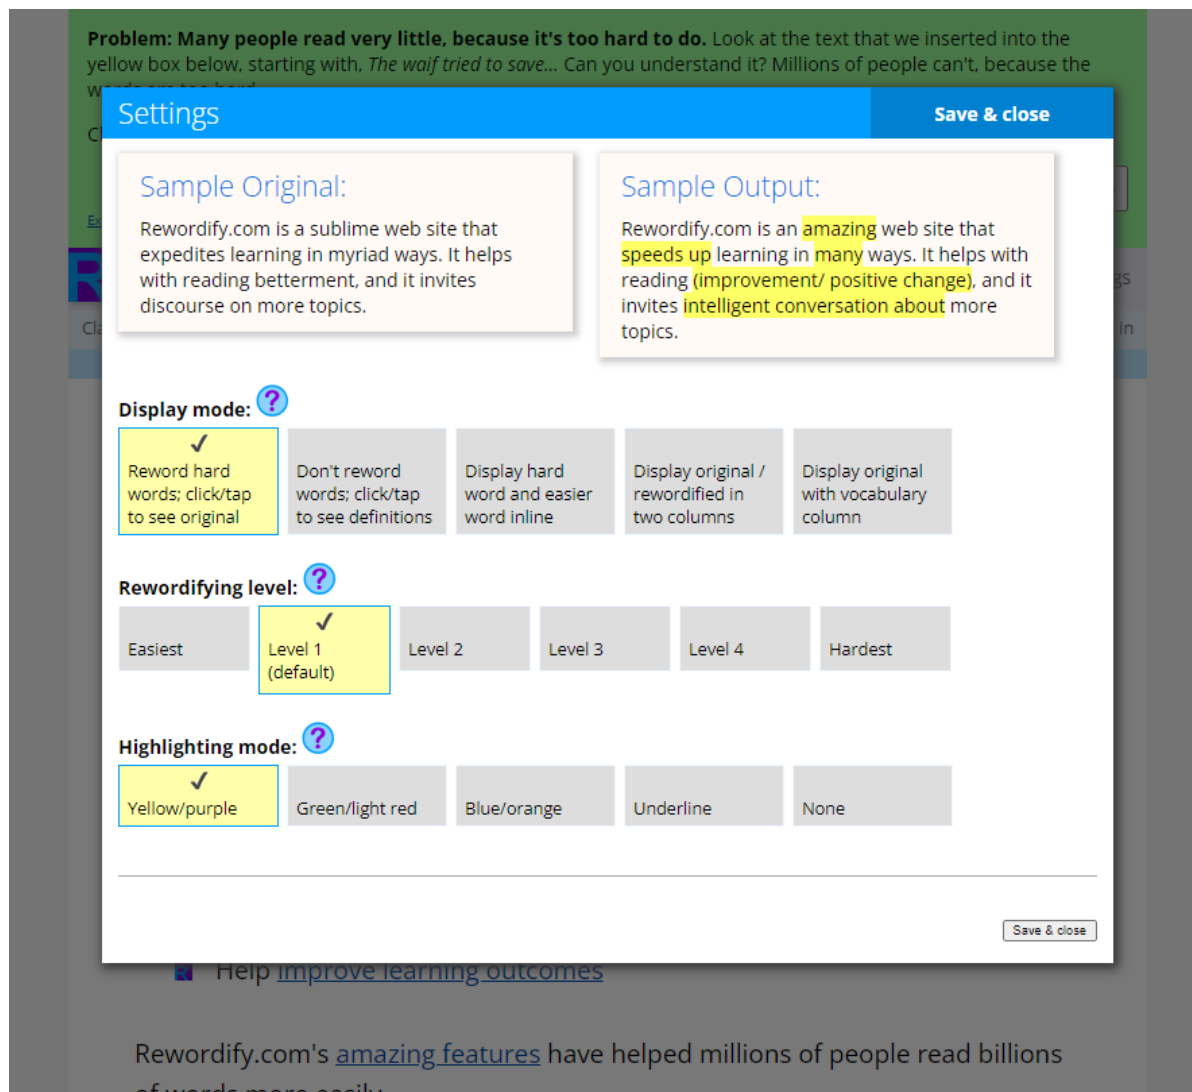 Problem: Many people read very little, because it's too hard to do. Look at the text that we inserted into the
yellow box below, starting with, The waif tried to save... Can you understand it? Millions of people can't, because the
Settings
Save & close
Sample Original:
Rewordify.com is a sublime web site that
expedites learning in myriad ways. It helps
with reading betterment, and it invites
discourse on more topics.
Sample Output:
Rewordify.com is an amazing web site that
speeds up learning in many ways. It helps with
reading (improvement/ positive change), and it
invites intelligent conversation about more
topics.
Display mode: ?
✓
Reword hard
words; click/tap
to see original
Don't reword
words; click/tap
to see definitions
Display hard
word and easier
word inline
Display original /
rewordified in
two columns
Display original
with vocabulary
column
Rewordifying level: ?
Easiest
✓
Level 1
(default)
Level 2
Level 3
Level 4
Hardest
Highlighting mode: ?
✓
Yellow/purple
Green/light red
Blue/orange
Underline
None
Save & close
Help improve learning outcomes
Rewordify.com's amazing features have helped millions of people read billions
of words more easily